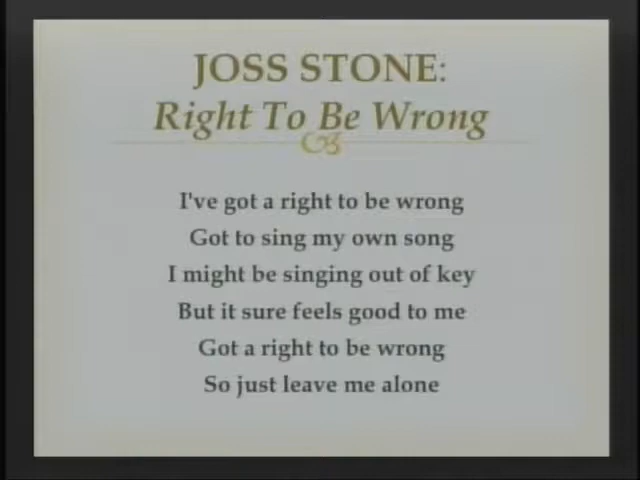 JOSS STONE:
Right To Be Wrong
I've got a right to be wrong
Got to sing my own song
I might be singing out of key
But it sure feels good to me
Got a right to be wrong
So just leave me alone